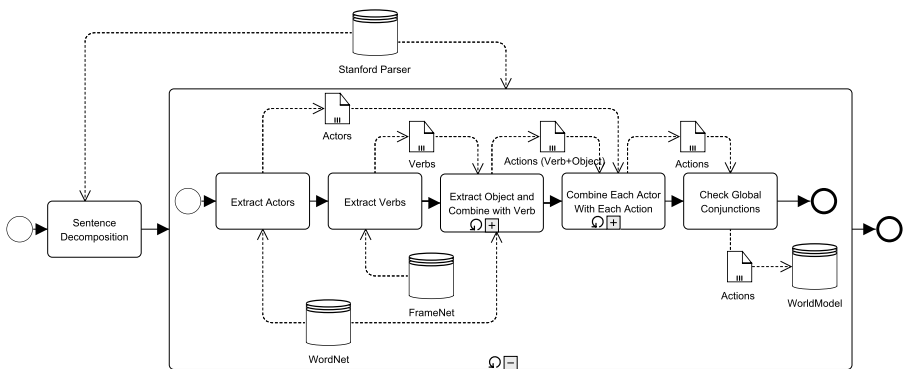 Stanford Parser
Actors
Verbs
Actions (Verb+Object)
Actions
Sentence
Decomposition
Extract Actors
Extract Verbs
Extract Object and
Combine with Verb
Combine Each Actor
With Each Action
Check Global
Conjunctions
FrameNet
WordNet
Actions
WorldModel